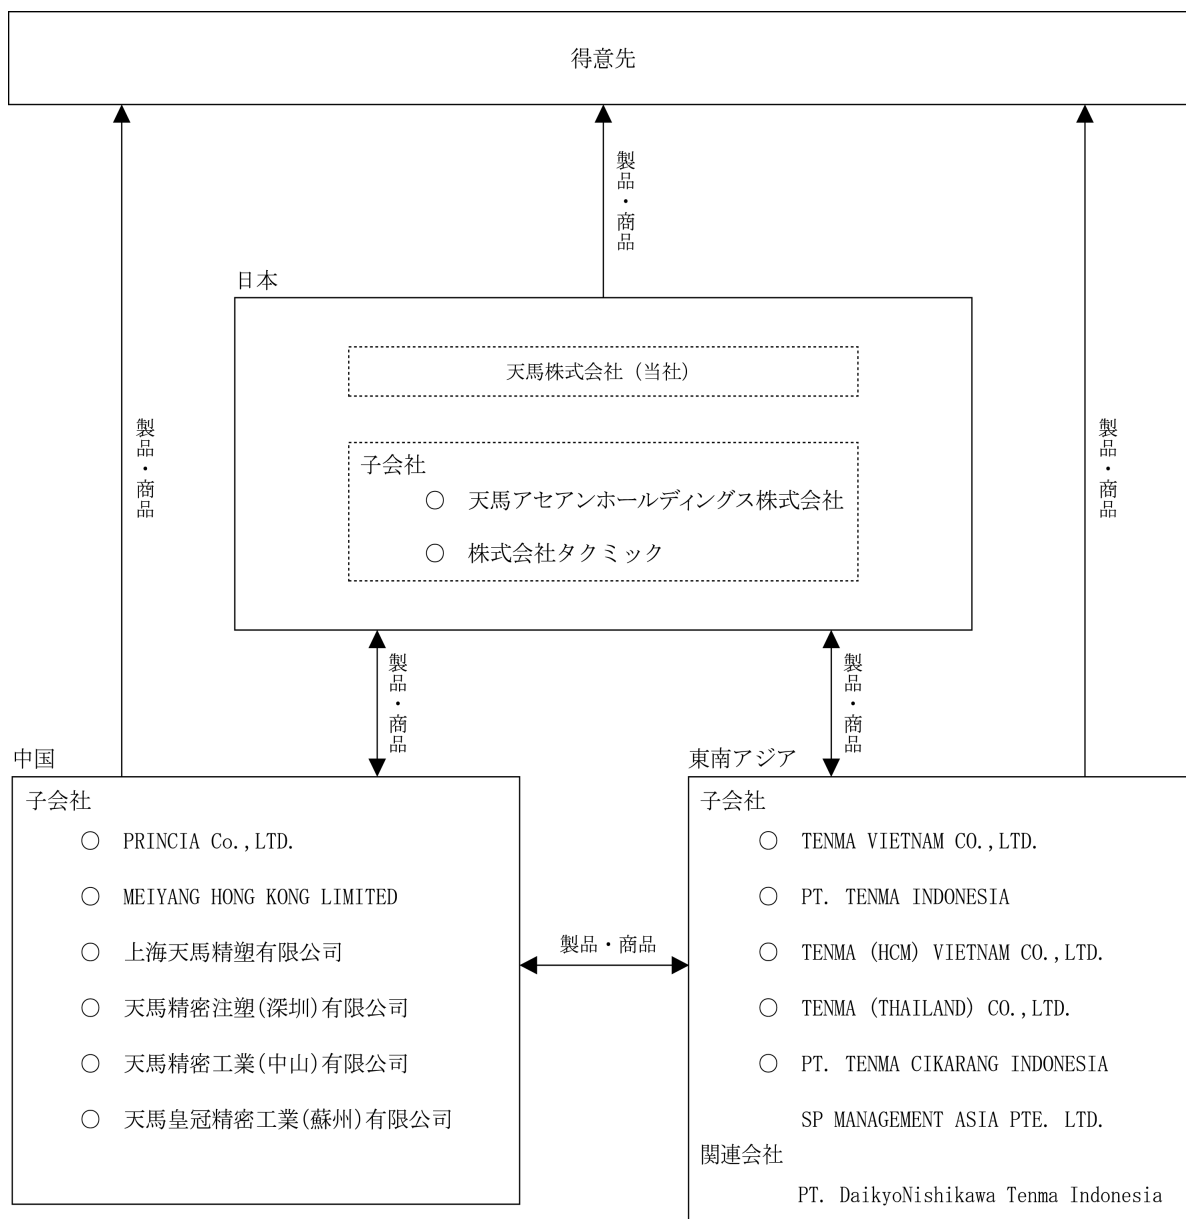 得意先
製品・商品
日本
天馬株式会社（当社）
製品・商品
製品・商品
子会社
○ 天馬アセアンホールディングス株式会社
○ 株式会社タクミック
製品・商品
製品・商品
中国
東南アジア
子会社
○ PRINCIA Co.,LTD.
○ MEIYANG HONG KONG LIMITED
○ 上海天馬精塑有限公司
○ 天馬精密注塑(深圳)有限公司
○ 天馬精密工業(中山)有限公司
○ 天馬皇冠精密工業(蘇州)有限公司
製品・商品
子会社
○ TENMA VIETNAM CO.,LTD.
○ PT. TENMA INDONESIA
○ TENMA (HCM) VIETNAM CO.,LTD.
○ TENMA (THAILAND) CO.,LTD.
○ PT. TENMA CIKARANG INDONESIA
SP MANAGEMENT ASIA PTE. LTD.
関連会社
PT. DaikyoNishikawa Tenma Indonesia